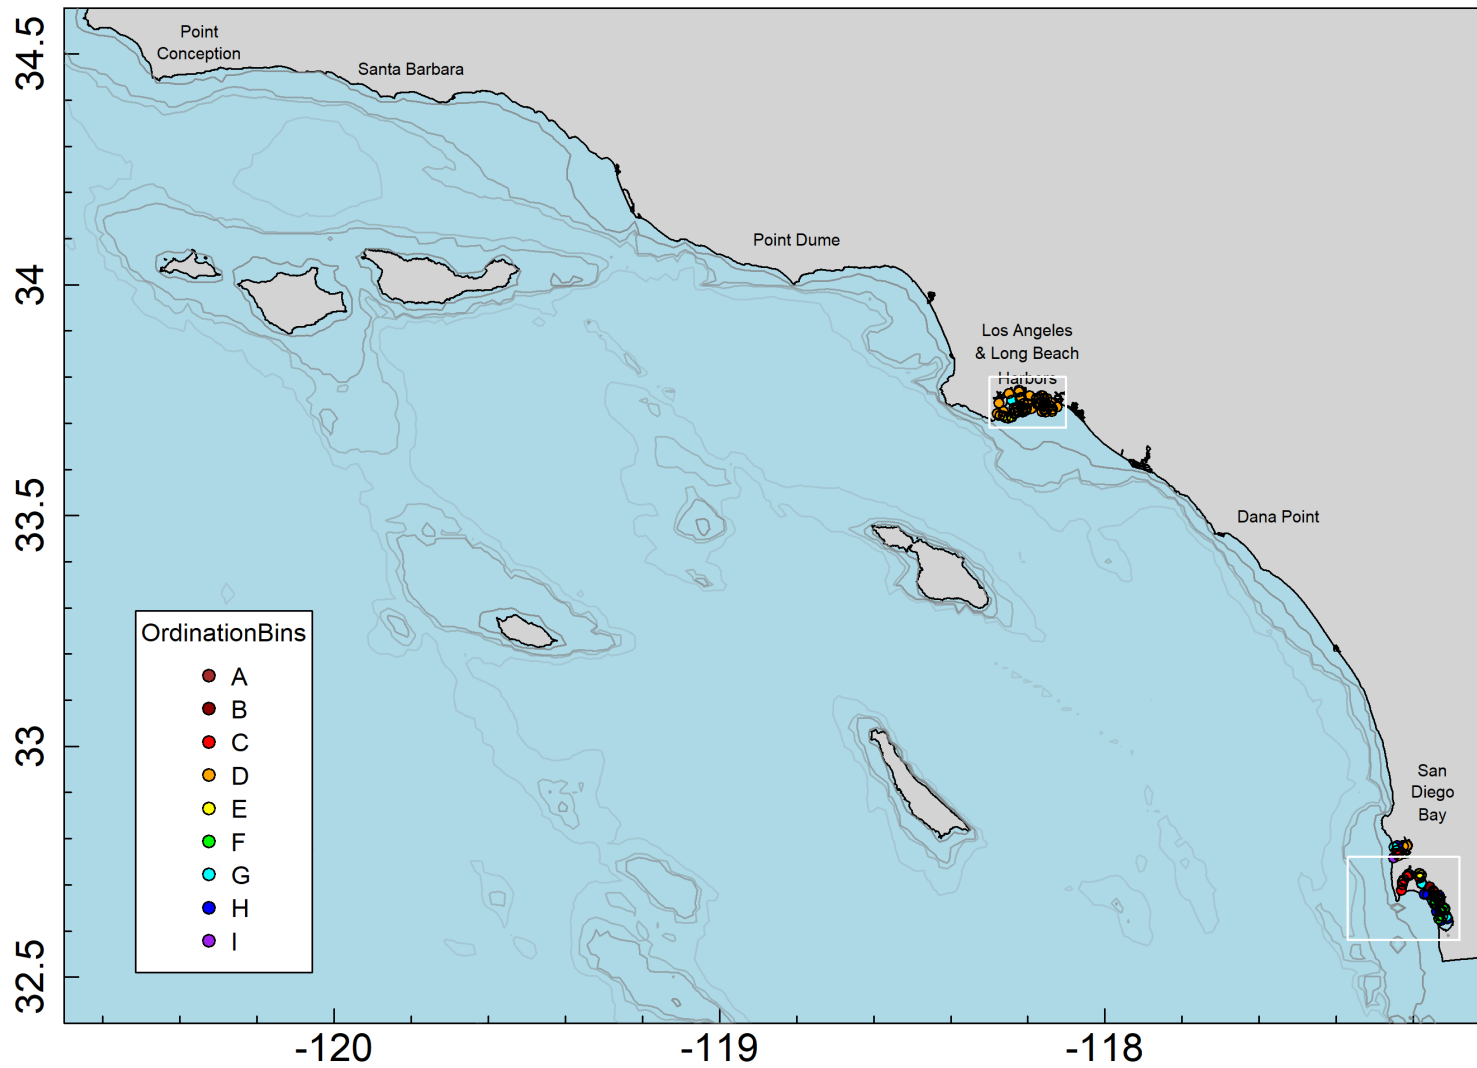 Point
Conception
Santa Barbara
Point Dume
Los Angeles
& Long Beach
Harbors
Dana Point
San
Diego
Bay
OrdinationBins
A
B
C
D
E
F
G
H
I
34.5
34
33.5
33
32.5
-120
-119
-118